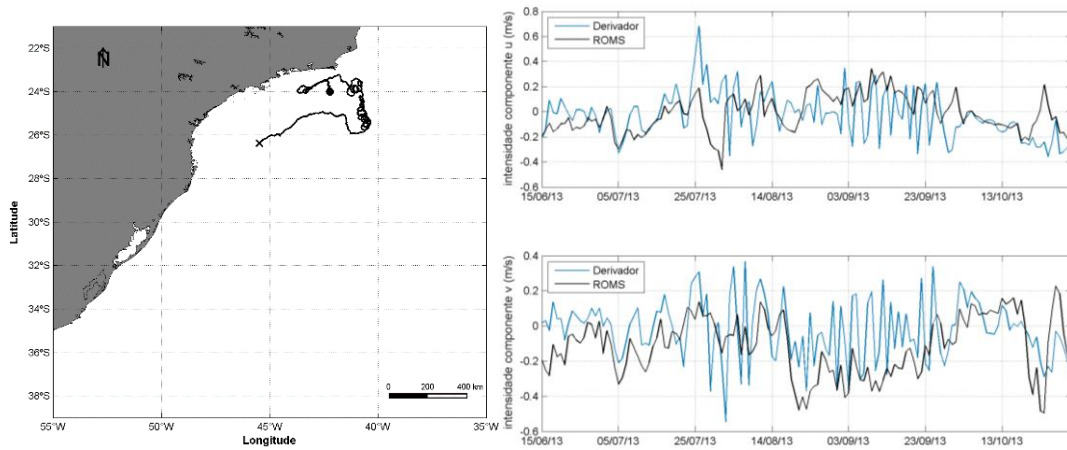 22°S
24°S
26°S
28°S
30°S
32°S
34°S
36°S
38°S
Latitude
N
0 200 400 km
55°W 50°W 45°W 40°W 35°W
Longitude
0.8
0.6
0.4
0.2
0
-0.2
-0.4
-0.6
intensidade componente u (m/s)
Derivador
ROMS
15/06/13 05/07/13 25/07/13 14/08/13 03/09/13 23/09/13 13/10/13
0.4
0.2
0
-0.2
-0.4
-0.6
intensidade componente v (m/s)
Derivador
ROMS
15/06/13 05/07/13 25/07/13 14/08/13 03/09/13 23/09/13 13/10/13